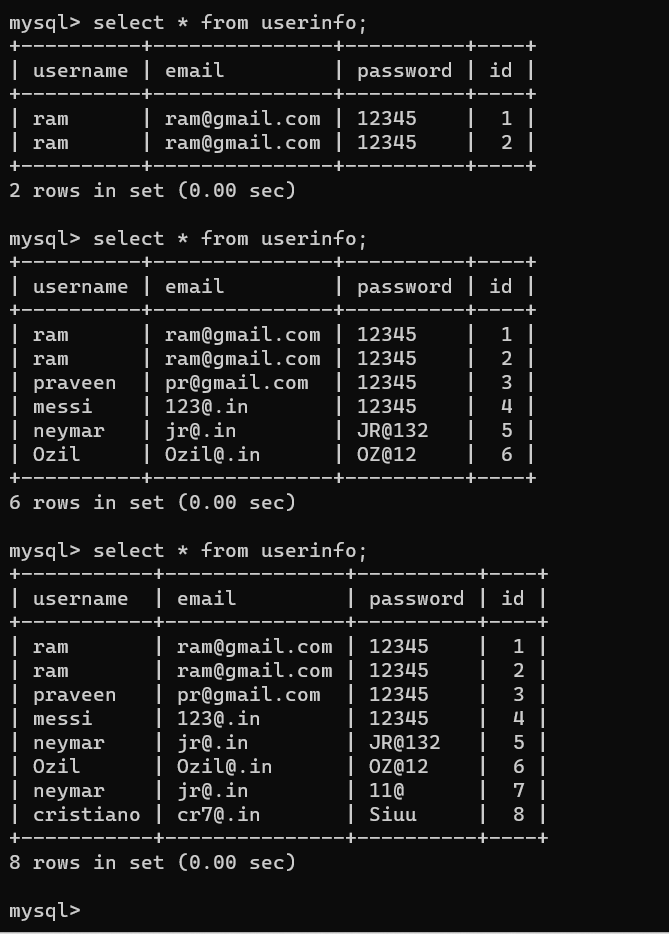 mysql> select * from userinfo;
+----------+---------------+----------+----+
| username | email         | password | id |
+----------+---------------+----------+----+
| ram      | ram@gmail.com | 12345    |  1 |
| ram      | ram@gmail.com | 12345    |  2 |
+----------+---------------+----------+----+
2 rows in set (0.00 sec)

mysql> select * from userinfo;
+----------+---------------+----------+----+
| username | email         | password | id |
+----------+---------------+----------+----+
| ram      | ram@gmail.com | 12345    |  1 |
| ram      | ram@gmail.com | 12345    |  2 |
| praveen  | pr@gmail.com  | 12345    |  3 |
| messi    | 123@.in       | 12345    |  4 |
| neymar   | jr@.in        | JR@132   |  5 |
| Ozil     | Ozil@.in      | OZ@12    |  6 |
+----------+---------------+----------+----+
6 rows in set (0.00 sec)

mysql> select * from userinfo;
+-----------+---------------+----------+----+
| username  | email         | password | id |
+-----------+---------------+----------+----+
| ram       | ram@gmail.com | 12345    |  1 |
| ram       | ram@gmail.com | 12345    |  2 |
| praveen   | pr@gmail.com  | 12345    |  3 |
| messi     | 123@.in       | 12345    |  4 |
| neymar    | jr@.in        | JR@132   |  5 |
| Ozil      | Ozil@.in      | OZ@12    |  6 |
| neymar    | jr@.in        | 11@      |  7 |
| cristiano | cr7@.in       | Siuu     |  8 |
+-----------+---------------+----------+----+
8 rows in set (0.00 sec)

mysql>